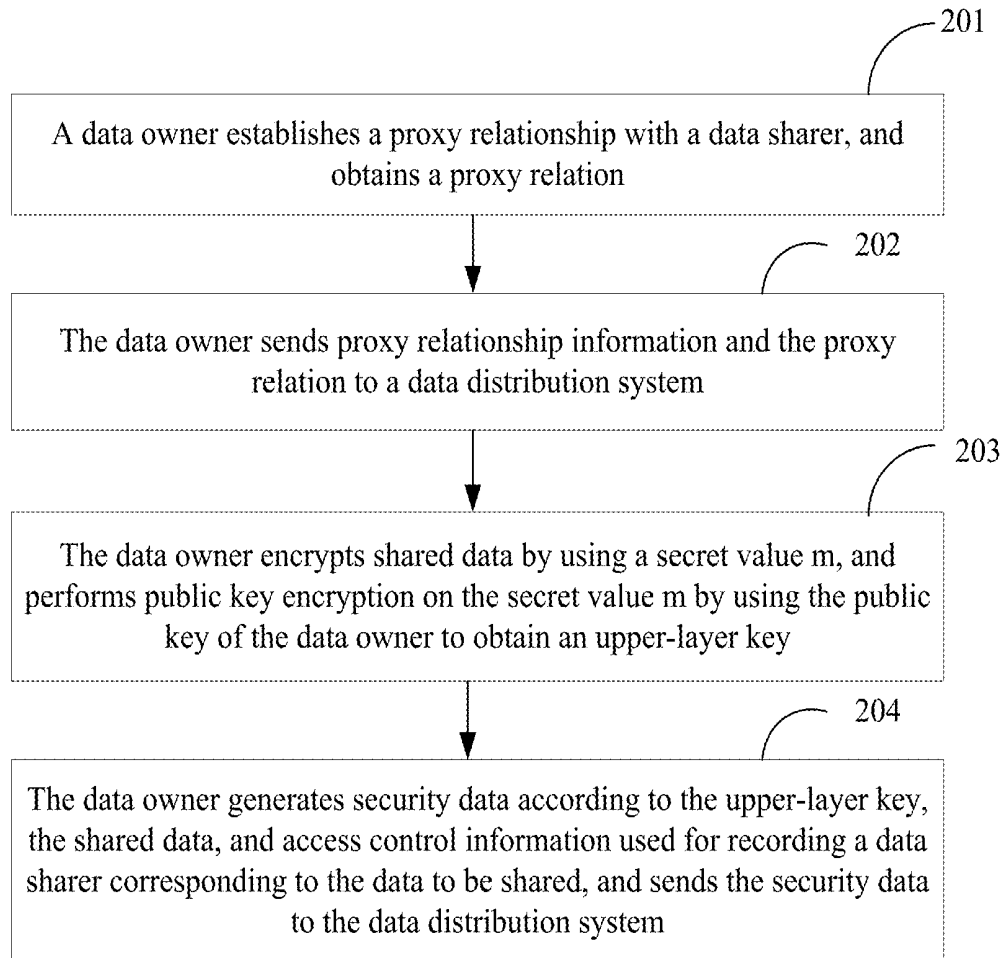 201
A data owner establishes a proxy relationship with a data sharer, and
obtains a proxy relation
202
The data owner sends proxy relationship information and the proxy
relation to a data distribution system
203
The data owner encrypts shared data by using a secret value m, and
performs public key encryption on the secret value m by using the public
key of the data owner to obtain an upper-layer key
204
The data owner generates security data according to the upper-layer key,
the shared data, and access control information used for recording a data
sharer corresponding to the data to be shared, and sends the security data
to the data distribution system